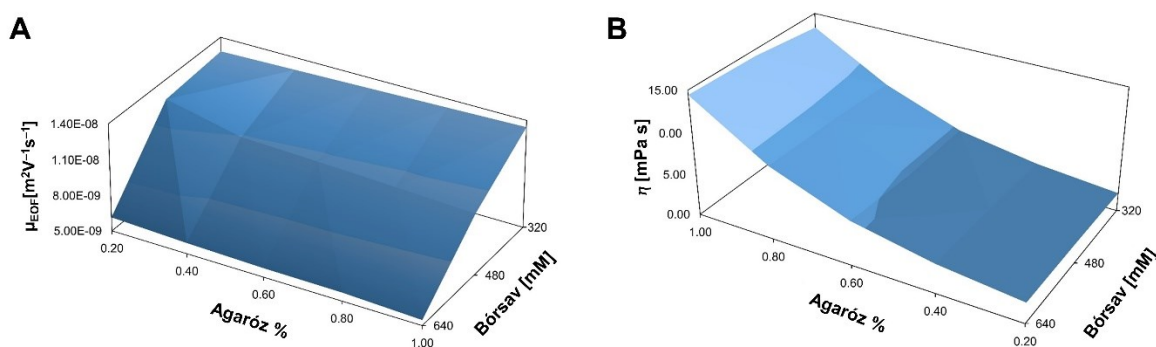 A
μEOF[m²V⁻¹s⁻¹]
1.40E-08
1.10E-08
8.00E-09
5.00E-09
0.20
0.40
0.60
0.80
1.00
Agaróz %
320
480
640
Bórsav [mM]
B
η [mPa s]
15.00
0.00
5.00
0.00
1.00
0.80
0.60
0.40
0.20
Agaróz %
320
480
640
Bórsav [mM]